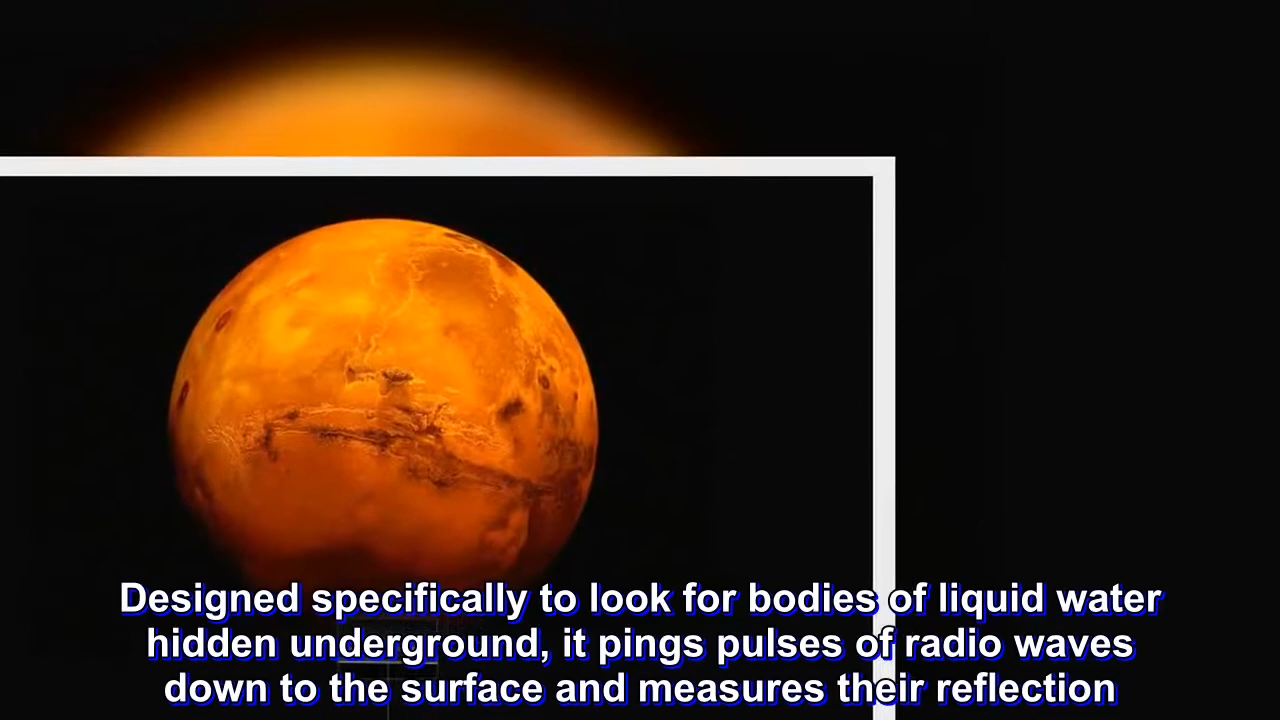 Designed specifically to look for bodies of liquid water
hidden underground, it pings pulses of radio waves
down to the surface and measures their reflection